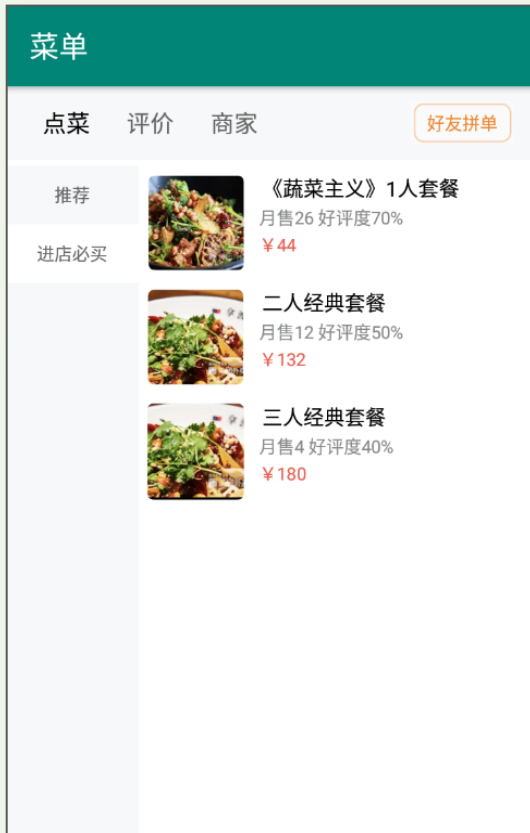 菜单
点菜 评价 商家 好友拼单
推荐
进店必买
《蔬菜主义》1人套餐
月售26 好评度70%
￥44
二人经典套餐
月售12 好评度50%
￥132
三人经典套餐
月售4 好评度40%
￥180